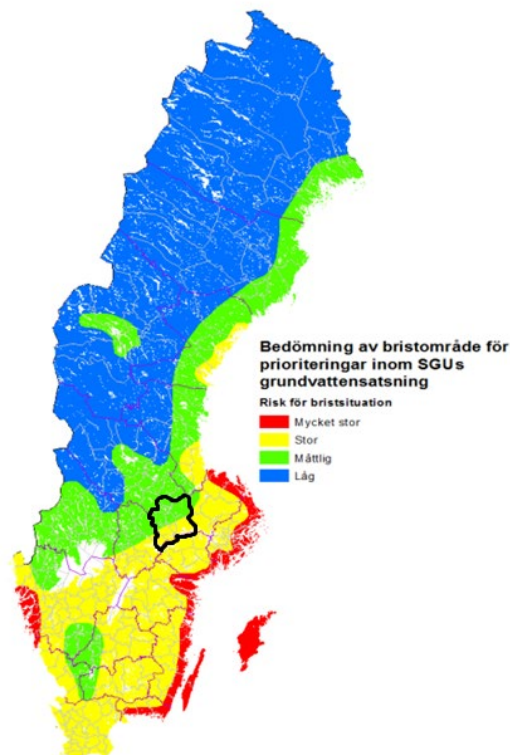 Bedömning av bristområde för
prioriteringar inom SGUs
grundvattensatsning
Risk för bristsituation
Mycket stor
Stor
Måttlig
Låg